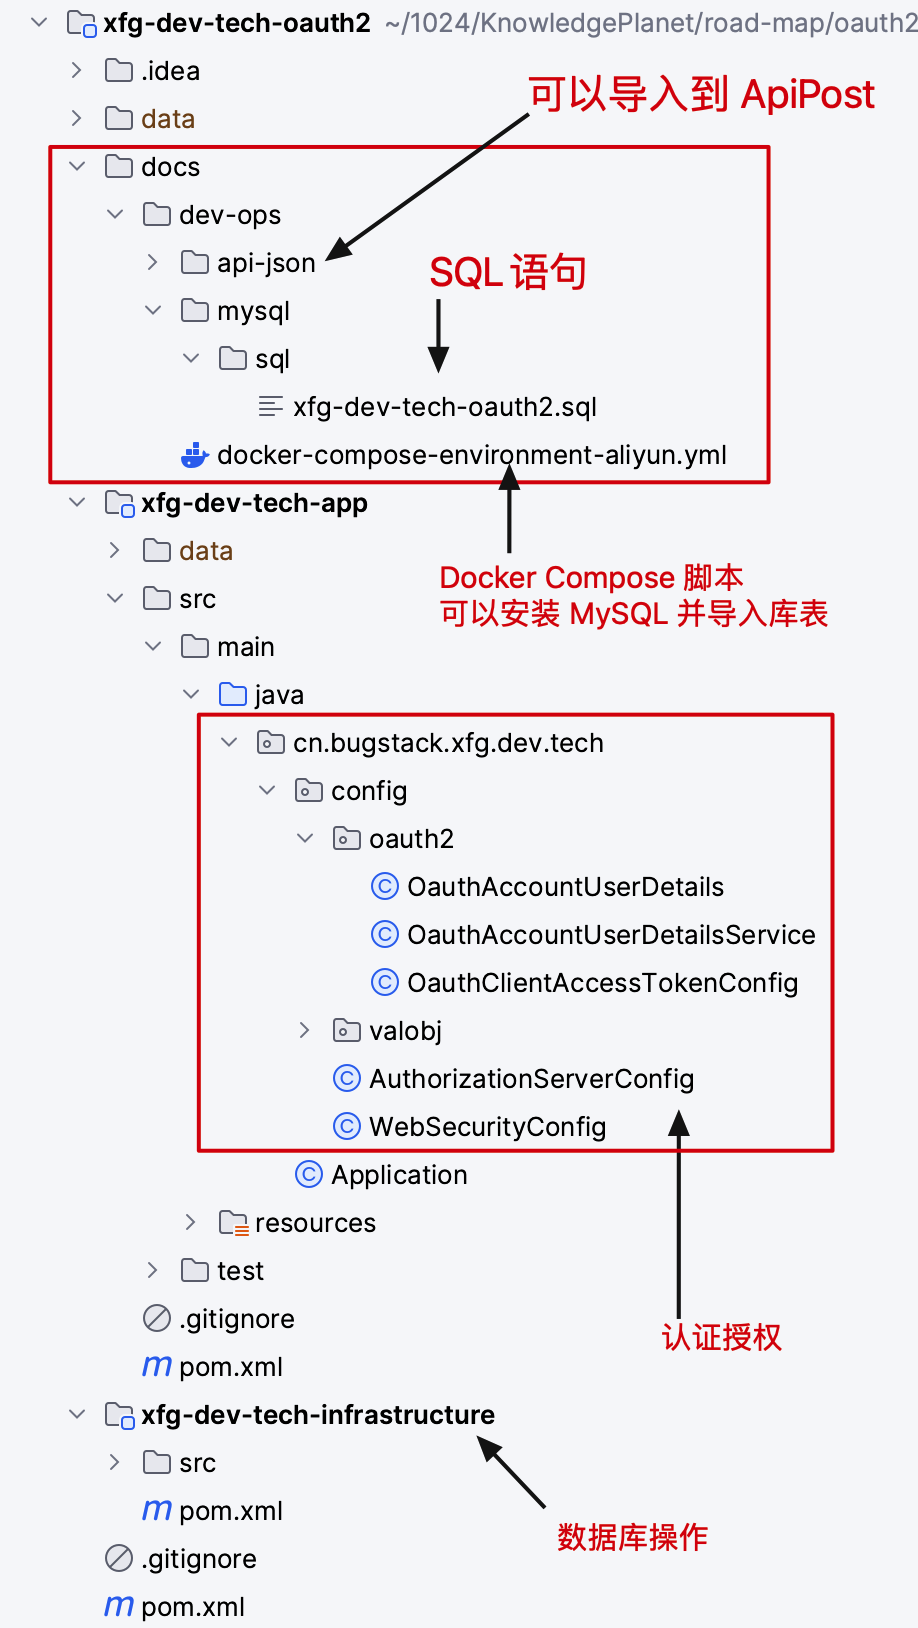 xfg-dev-tech-oauth2 ~/1024/KnowledgePlanet/road-map/oauth2
.idea
可以导入到 ApiPost
data
docs
dev-ops
api-json
SQL 语句
mysql
sql
xfg-dev-tech-oauth2.sql
docker-compose-environment-aliyun.yml
xfg-dev-tech-app
data
Docker Compose 脚本
可以安装 MySQL 并导入库表
src
main
java
cn.bugstack.xfg.dev.tech
config
oauth2
C OauthAccountUserDetails
C OauthAccountUserDetailsService
C OauthClientAccessTokenConfig
valobj
C AuthorizationServerConfig
C WebSecurityConfig
C Application
resources
test
.gitignore
认证授权
m pom.xml
xfg-dev-tech-infrastructure
src
m pom.xml
数据库操作
.gitignore
m pom.xml